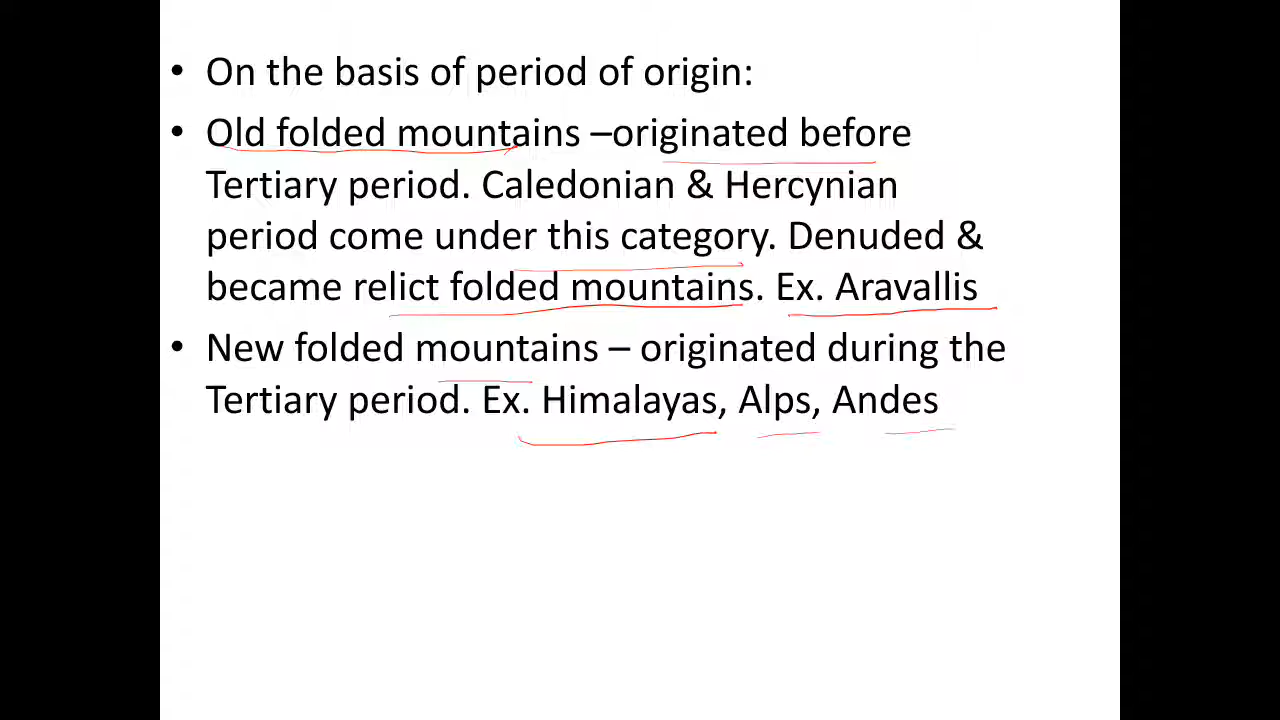 • On the basis of period of origin:
• Old folded mountains –originated before
Tertiary period. Caledonian & Hercynian
period come under this category. Denuded &
became relict folded mountains. Ex. Aravallis
• New folded mountains – originated during the
Tertiary period. Ex. Himalayas, Alps, Andes